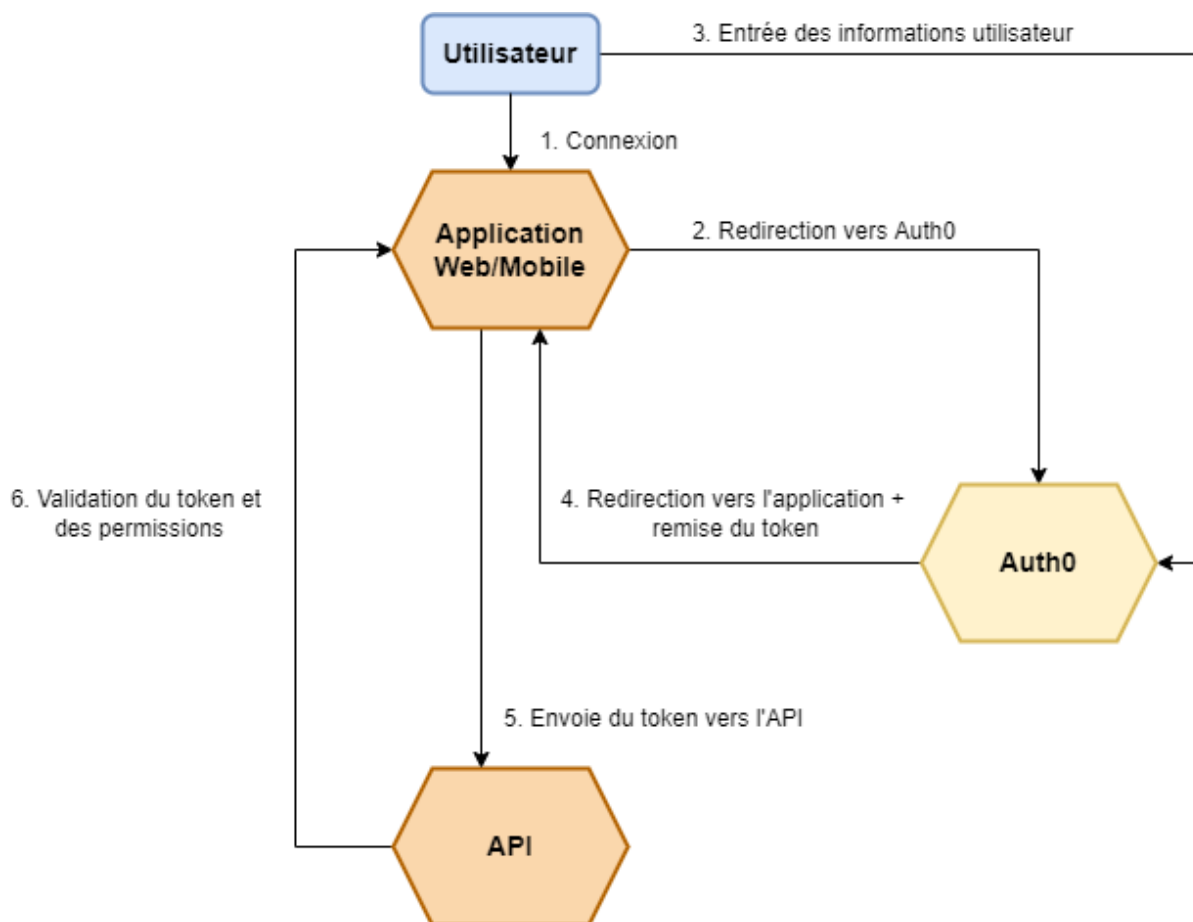 3. Entrée des informations utilisateur
Utilisateur
1. Connexion
Application
Web/Mobile
2. Redirection vers Auth0
6. Validation du token et
des permissions
4. Redirection vers l'application +
remise du token
Auth0
5. Envoie du token vers l'API
API